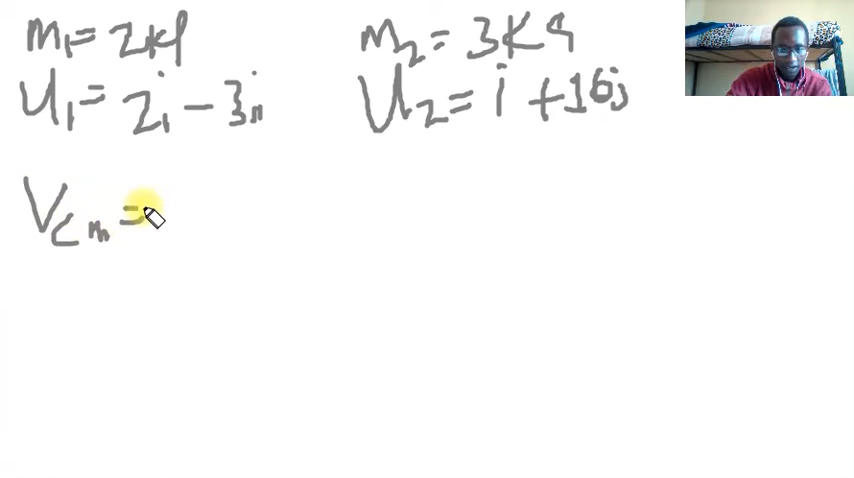 m₁ = 2kg m₂ = 3Kg
U₁ = 2i − 3j U₂ = i + 16j
Vcm =